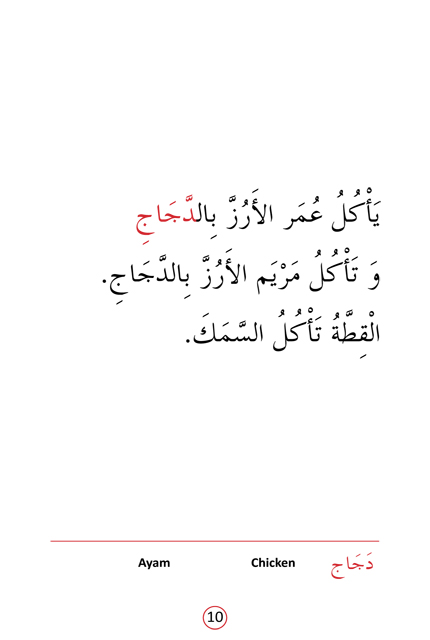 يَأْكُلُ عُمَر الأَرُزَّ بِالدَّجَاجِ
وَ تَأْكُلُ مَرْيَم الأَرُزَّ بِالدَّجَاجِ.
الْقِطَّةُ تَأْكُلُ السَّمَكَ.
دَجَاج Chicken Ayam
10